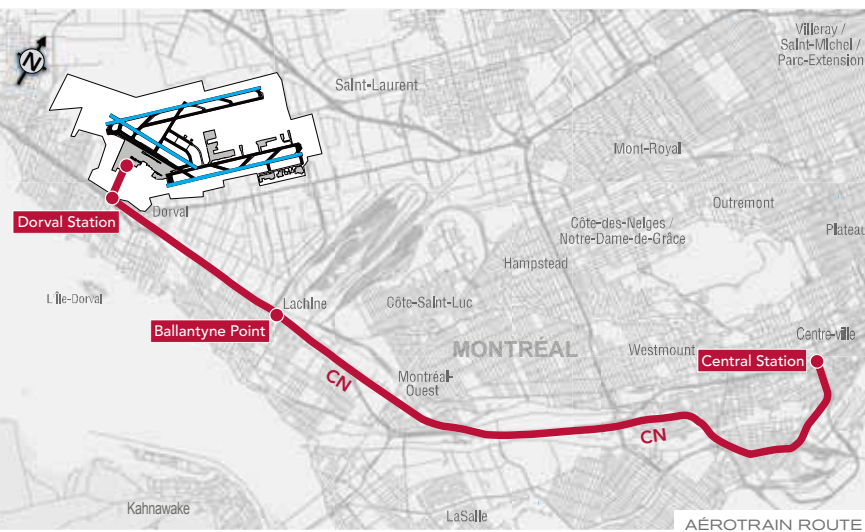 Villeray /
Saint-Michel /
Parc-Extension
N
Saint-Laurent
Mont-Royal
Outremont
Dorval
Dorval Station
Côte-des-Neiges /
Notre-Dame-de-Grâce
Plateau
Hampstead
L'Île-Dorval
Lachine
Côte-Saint-Luc
Ballantyne Point
Centre-ville
MONTRÉAL
Westmount
Central Station
CN
Montréal-
Ouest
CN
Kahnawake
LaSalle
AÉROTRAIN ROUTE